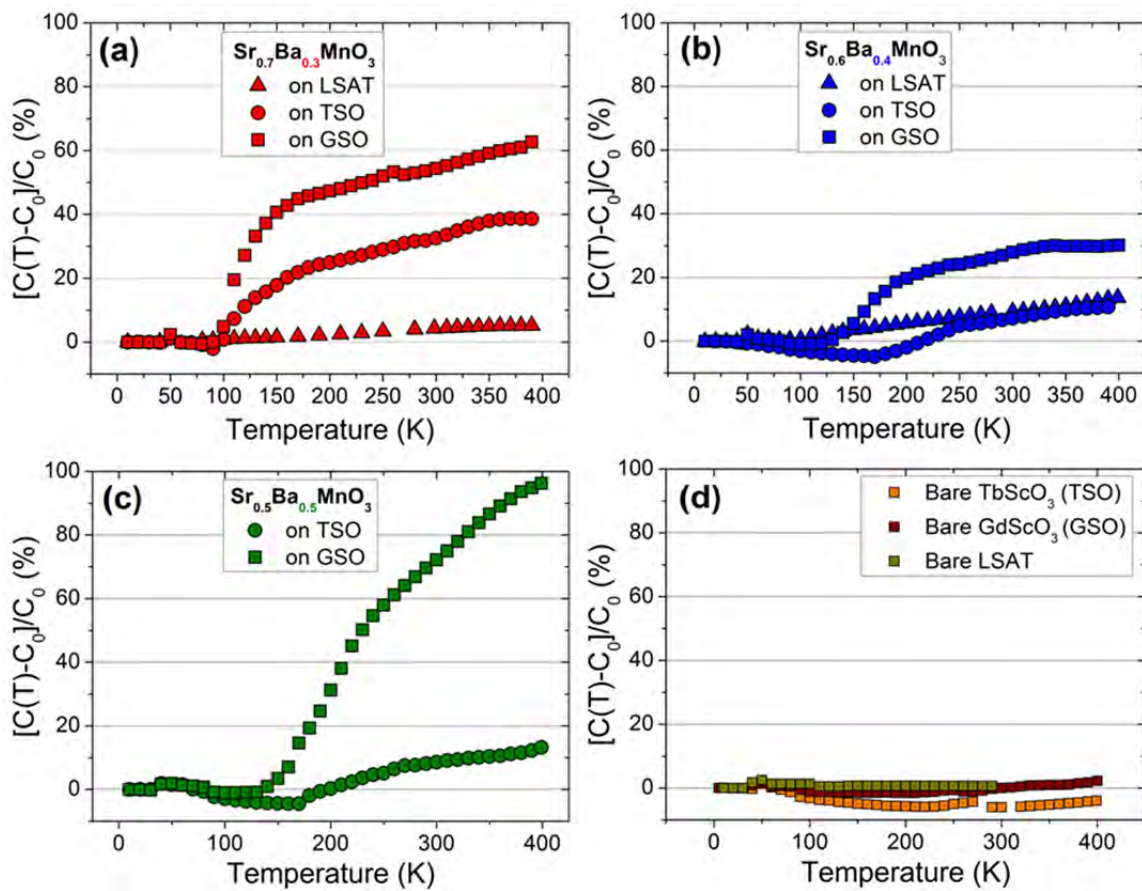 (a)
Sr0.7Ba0.3MnO3
on LSAT
on TSO
on GSO
[C(T)-C0]/C0 (%)
100
80
60
40
20
0
0 50 100 150 200 250 300 350 400
Temperature (K)
(b)
Sr0.6Ba0.4MnO3
on LSAT
on TSO
on GSO
[C(T)-C0]/C0 (%)
100
80
60
40
20
0
0 50 100 150 200 250 300 350 400
Temperature (K)
(c)
Sr0.5Ba0.5MnO3
on TSO
on GSO
[C(T)-C0]/C0 (%)
100
80
60
40
20
0
0 100 200 300 400
Temperature (K)
(d)
Bare TbScO3 (TSO)
Bare GdScO3 (GSO)
Bare LSAT
[C(T)-C0]/C0 (%)
100
80
60
40
20
0
0 100 200 300 400
Temperature (K)